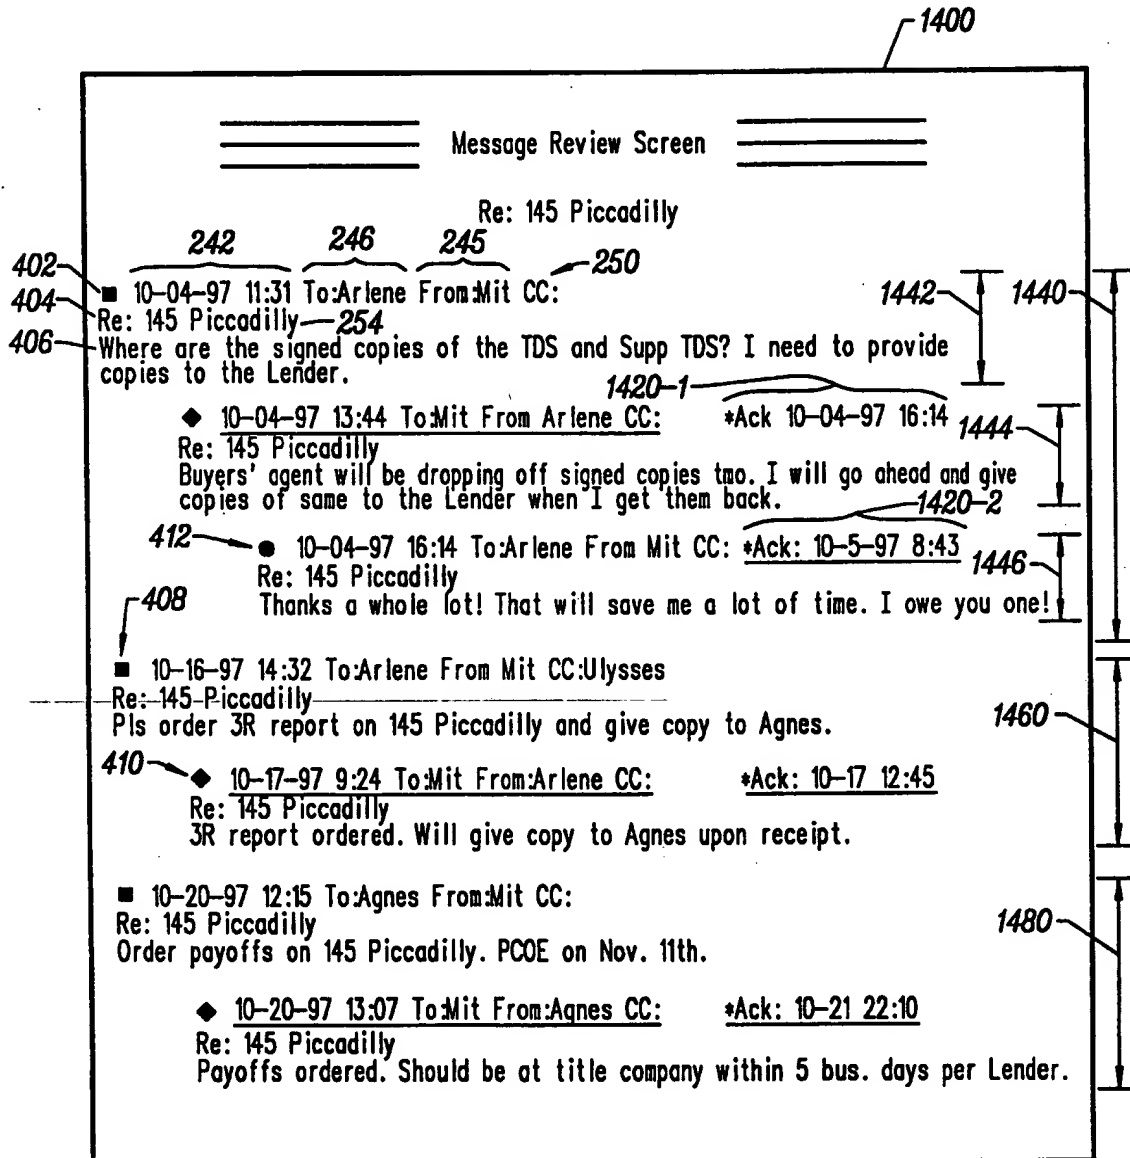 1400
Message Review Screen
Re: 145 Piccadilly
242 246 245
402 250
■ 10-04-97 11:31 To:Arlene From:Mit CC: 1442 1440
404 Re: 145 Piccadilly 254
406 Where are the signed copies of the TDS and Supp TDS? I need to provide
copies to the Lender.
1420-1
◆ 10-04-97 13:44 To:Mit From Arlene CC: *Ack 10-04-97 16:14
1444
Re: 145 Piccadilly
Buyers' agent will be dropping off signed copies tmo. I will go ahead and give
copies of same to the Lender when I get them back.
1420-2
412 ● 10-04-97 16:14 To:Arlene From Mit CC: *Ack: 10-5-97 8:43
1446
Re: 145 Piccadilly
Thanks a whole lot! That will save me a lot of time. I owe you one!
408
■ 10-16-97 14:32 To:Arlene From Mit CC:Ulysses
Re: 145 Piccadilly
Pls order 3R report on 145 Piccadilly and give copy to Agnes. 1460
410 ◆ 10-17-97 9:24 To:Mit From:Arlene CC: *Ack: 10-17 12:45
Re: 145 Piccadilly
3R report ordered. Will give copy to Agnes upon receipt.
■ 10-20-97 12:15 To:Agnes From:Mit CC:
Re: 145 Piccadilly 1480
Order payoffs on 145 Piccadilly. PCOE on Nov. 11th.
◆ 10-20-97 13:07 To:Mit From:Agnes CC: *Ack: 10-21 22:10
Re: 145 Piccadilly
Payoffs ordered. Should be at title company within 5 bus. days per Lender.